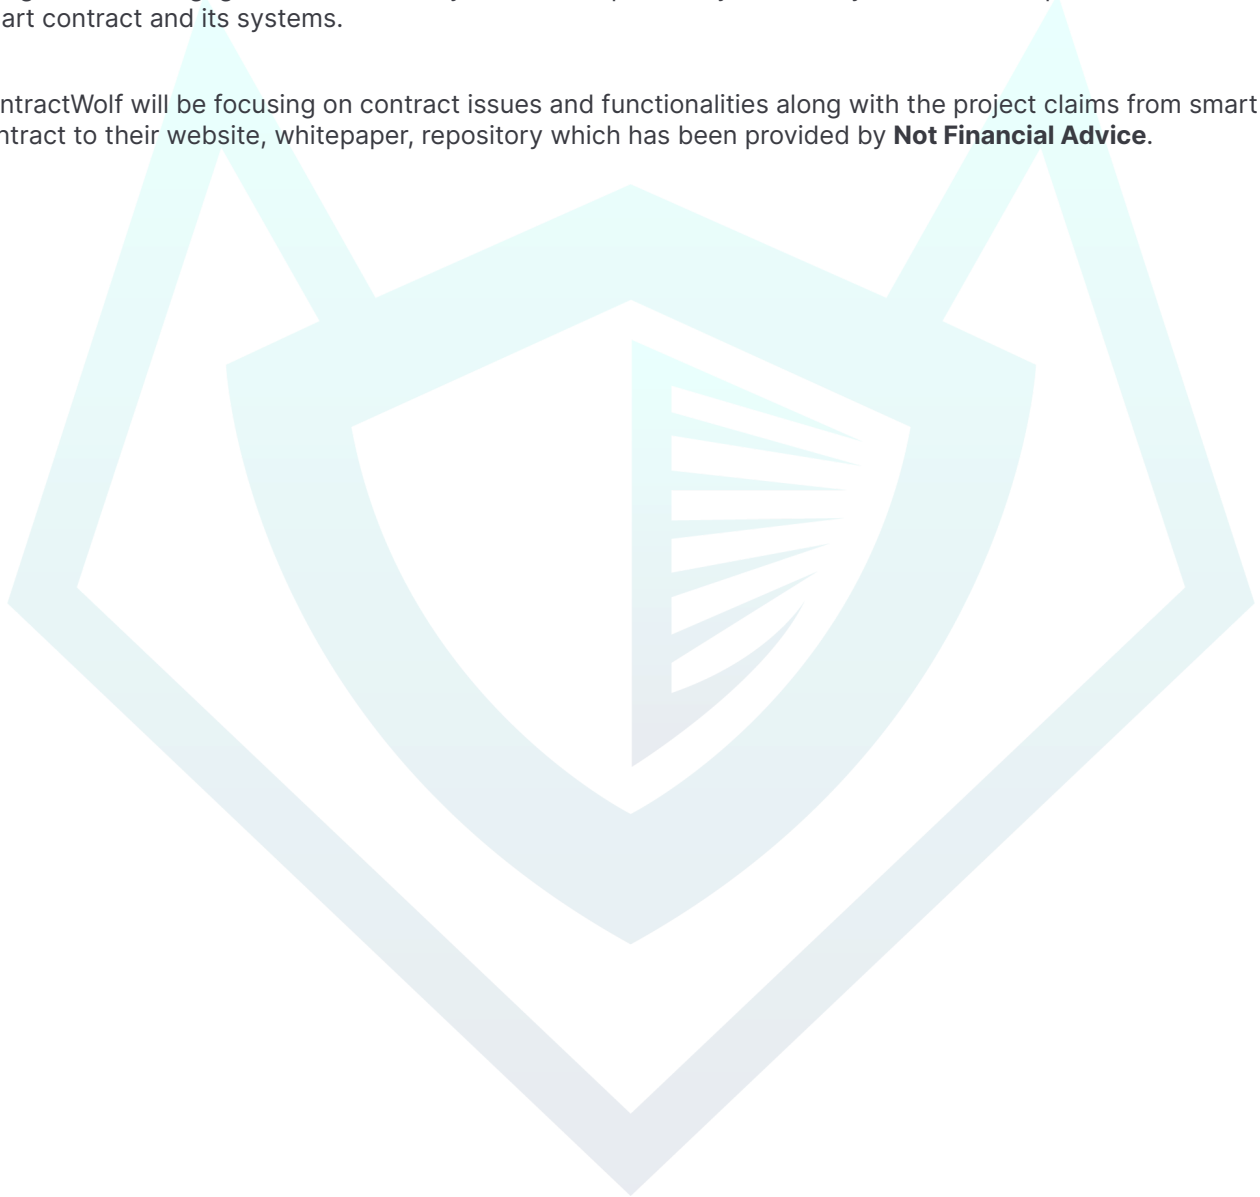 art contract and its systems.
ntractWolf will be focusing on contract issues and functionalities along with the project claims from smart
ntract to their website, whitepaper, repository which has been provided by Not Financial Advice.